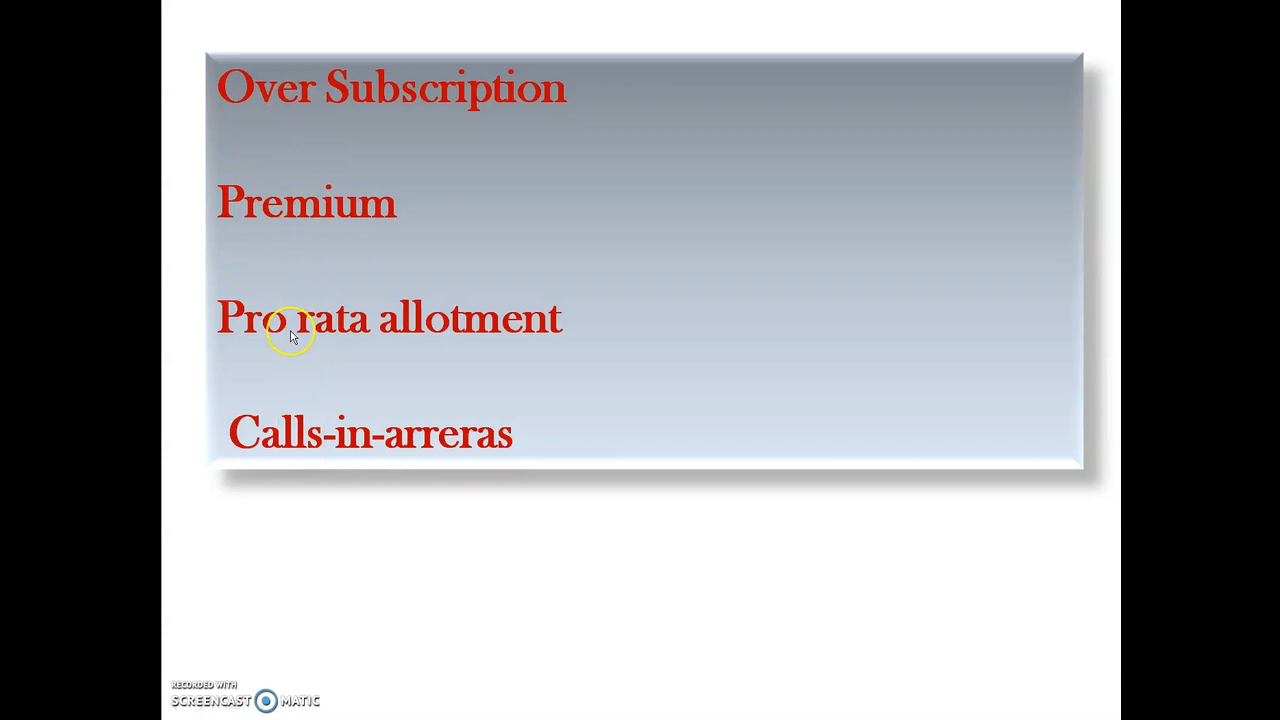 Over Subscription
Premium
Pro rata allotment
Calls-in-arreras
RECORDED WITH
SCREENCAST MATIC